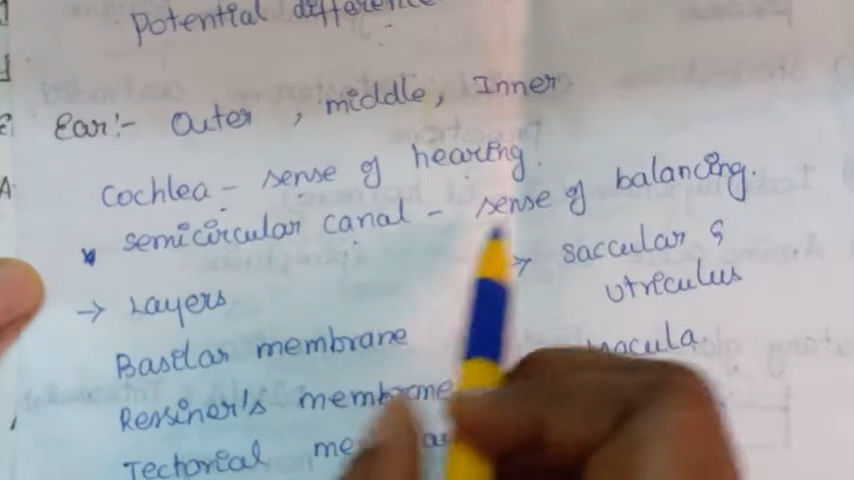 Potential difference
Ear:- Outer, middle, Inner
Cochlea - sense of hearing.
* semicircular canal - sense of balancing.
→ saccular &
utriculus
→ Layers
Basilar membrane
macula
Ressiner's membrane
Tectorial